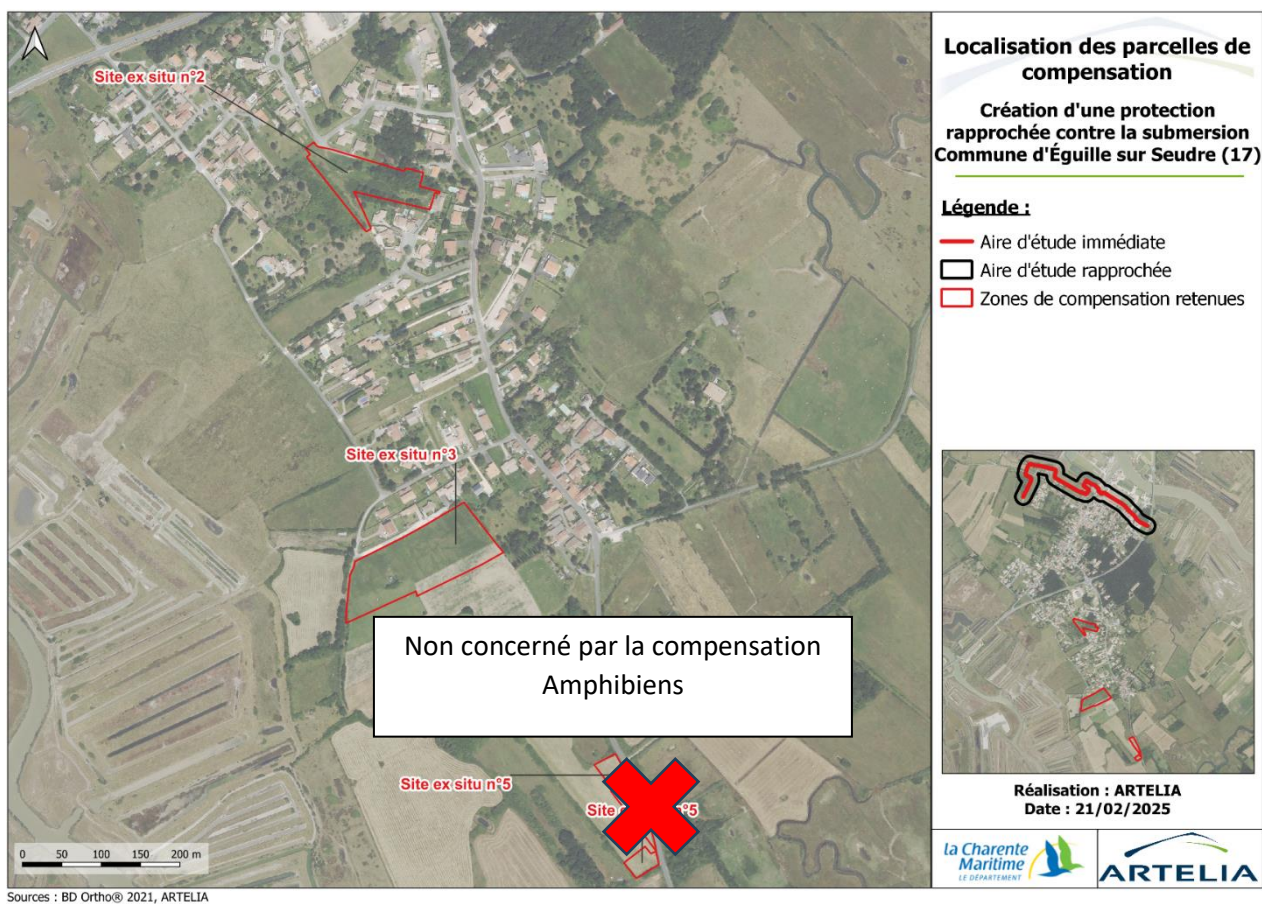 Site ex situ n°2
Site ex situ n°3
Non concerné par la compensation
Amphibiens
Site ex situ n°5
Site n°5
0 50 100 150 200 m
Sources : BD Ortho® 2021, ARTELIA
Localisation des parcelles de
compensation
Création d'une protection
rapprochée contre la submersion
Commune d'Éguille sur Seudre (17)
Légende :
Aire d'étude immédiate
Aire d'étude rapprochée
Zones de compensation retenues
Réalisation : ARTELIA
Date : 21/02/2025
la Charente
Maritime
LE DÉPARTEMENT
ARTELIA